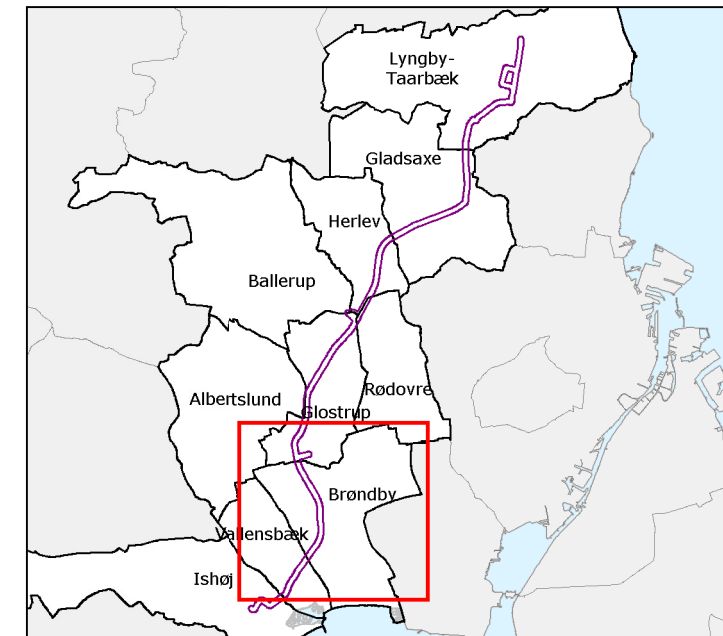 Lyngby-
Taarbæk
Gladsaxe
Herlev
Ballerup
Rødovre
Albertslund
Glostrup
Brøndby
Vallensbæk
Ishøj